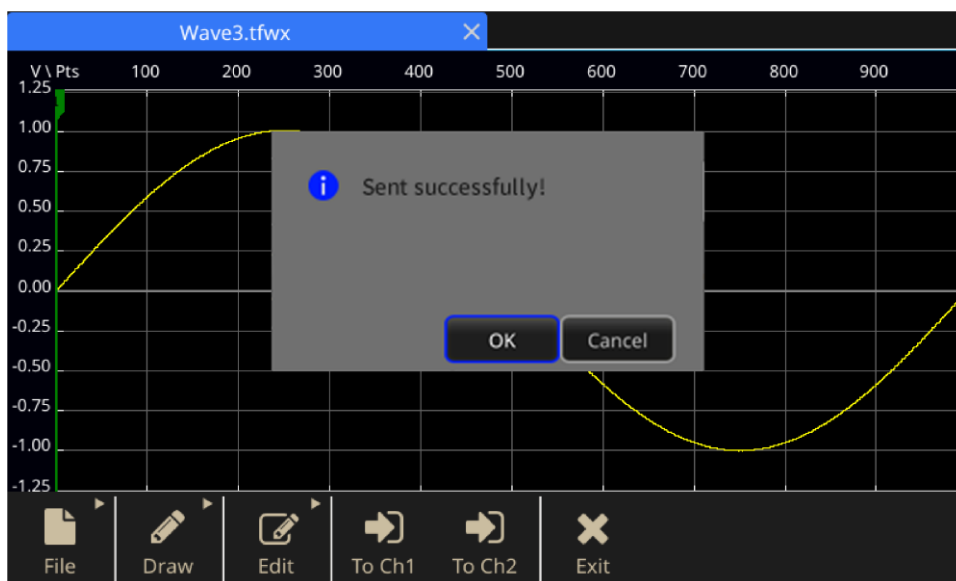 Wave3.tfwx
V \ Pts 100 200 300 400 500 600 700 800 900
1.25
1.00
0.75
0.50
0.25
0.00
-0.25
-0.50
-0.75
-1.00
-1.25
Sent successfully!
OK Cancel
File Draw Edit To Ch1 To Ch2 Exit